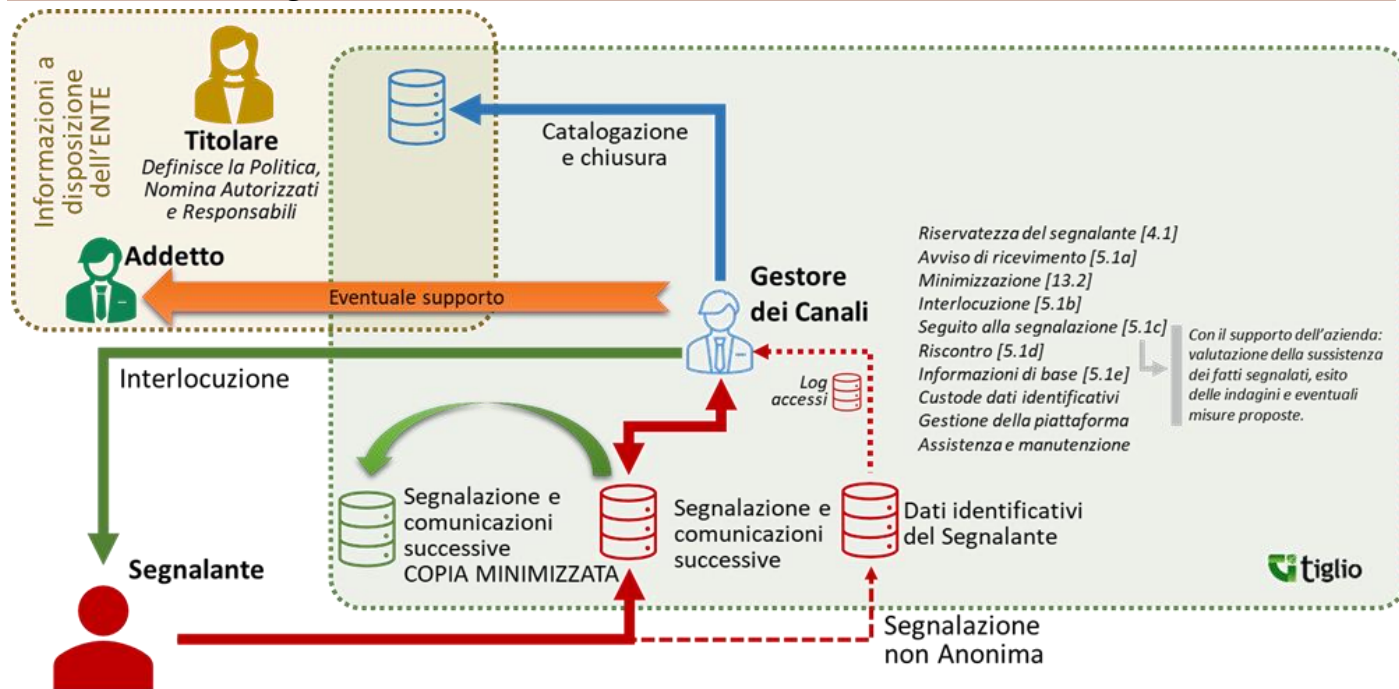 Informazioni a
disposizione
dell'ENTE
Titolare
Definisce la Politica,
Nomina Autorizzati
e Responsabili
Addetto
Catalogazione
e chiusura
Eventuale supporto
Gestore
dei Canali
Interlocuzione
Log
accessi
Riservatezza del segnalante [4.1]
Avviso di ricevimento [5.1a]
Minimizzazione [13.2]
Interlocuzione [5.1b]
Seguito alla segnalazione [5.1c]
Riscontro [5.1d]
Informazioni di base [5.1e]
Custode dati identificativi
Gestione della piattaforma
Assistenza e manutenzione
Con il supporto dell'azienda:
valutazione della sussistenza
dei fatti segnalati, esito
delle indagini e eventuali
misure proposte.
Segnalazione e
comunicazioni
successive
COPIA MINIMIZZATA
Segnalazione e
comunicazioni
successive
Dati identificativi
del Segnalante
tiglio
Segnalante
Segnalazione
non Anonima